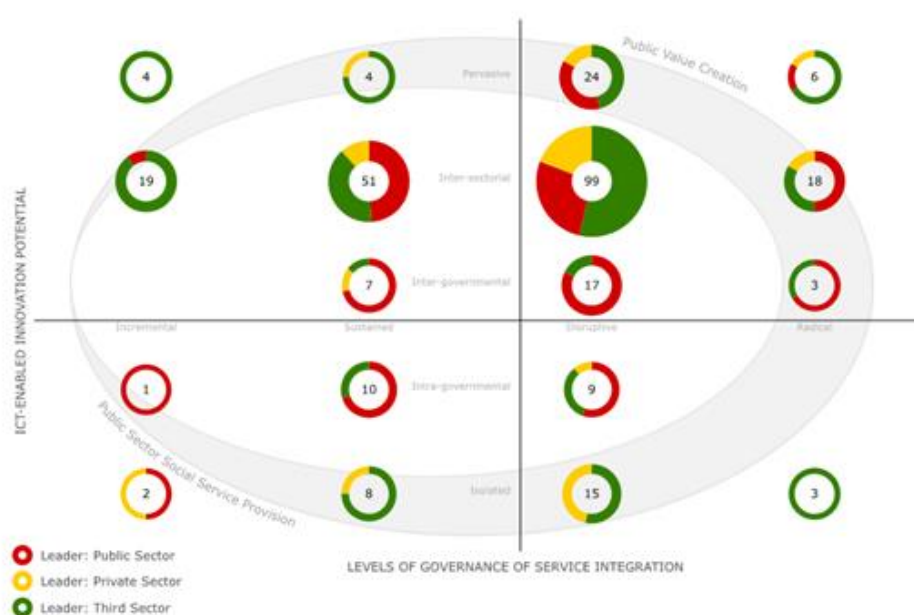 Public Value Creation
4 4 Pervasive 24 6
19 51 Inter-sectorial 99 18
7 Inter-governmental 17 3
Incremental Sustained Disruptive Radical
1 10 Intra-governmental 9
2 8 Isolated 15 3
Public Sector Social Service Provision
ICT-ENABLED INNOVATION POTENTIAL
LEVELS OF GOVERNANCE OF SERVICE INTEGRATION
Leader: Public Sector
Leader: Private Sector
Leader: Third Sector